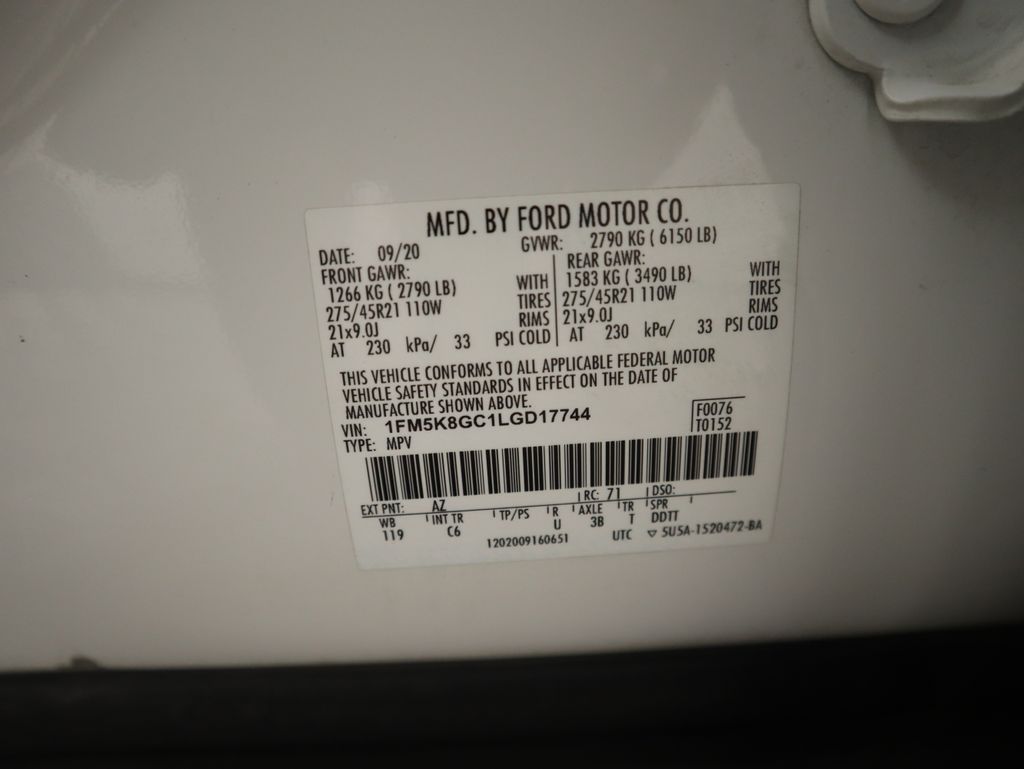 MFD. BY FORD MOTOR CO.
DATE: 09/20 GVWR: 2790 KG ( 6150 LB)
FRONT GAWR: REAR GAWR:
1266 KG ( 2790 LB) WITH 1583 KG ( 3490 LB) WITH
275/45R21 110W TIRES 275/45R21 110W TIRES
21x9.0J RIMS 21x9.0J RIMS
AT 230 kPa/ 33 PSI COLD AT 230 kPa/ 33 PSI COLD
THIS VEHICLE CONFORMS TO ALL APPLICABLE FEDERAL MOTOR
VEHICLE SAFETY STANDARDS IN EFFECT ON THE DATE OF
MANUFACTURE SHOWN ABOVE.
VIN: 1FM5K8GC1LGD17744 F0076
TYPE: MPV T0152
EXT PNT: AZ RC: 71 DSO:
WB INT TR TP/PS R AXLE TR SPR
119 C6 U 3B T DDTT
1202009160651 UTC ▽ 5U5A-1520472-BA